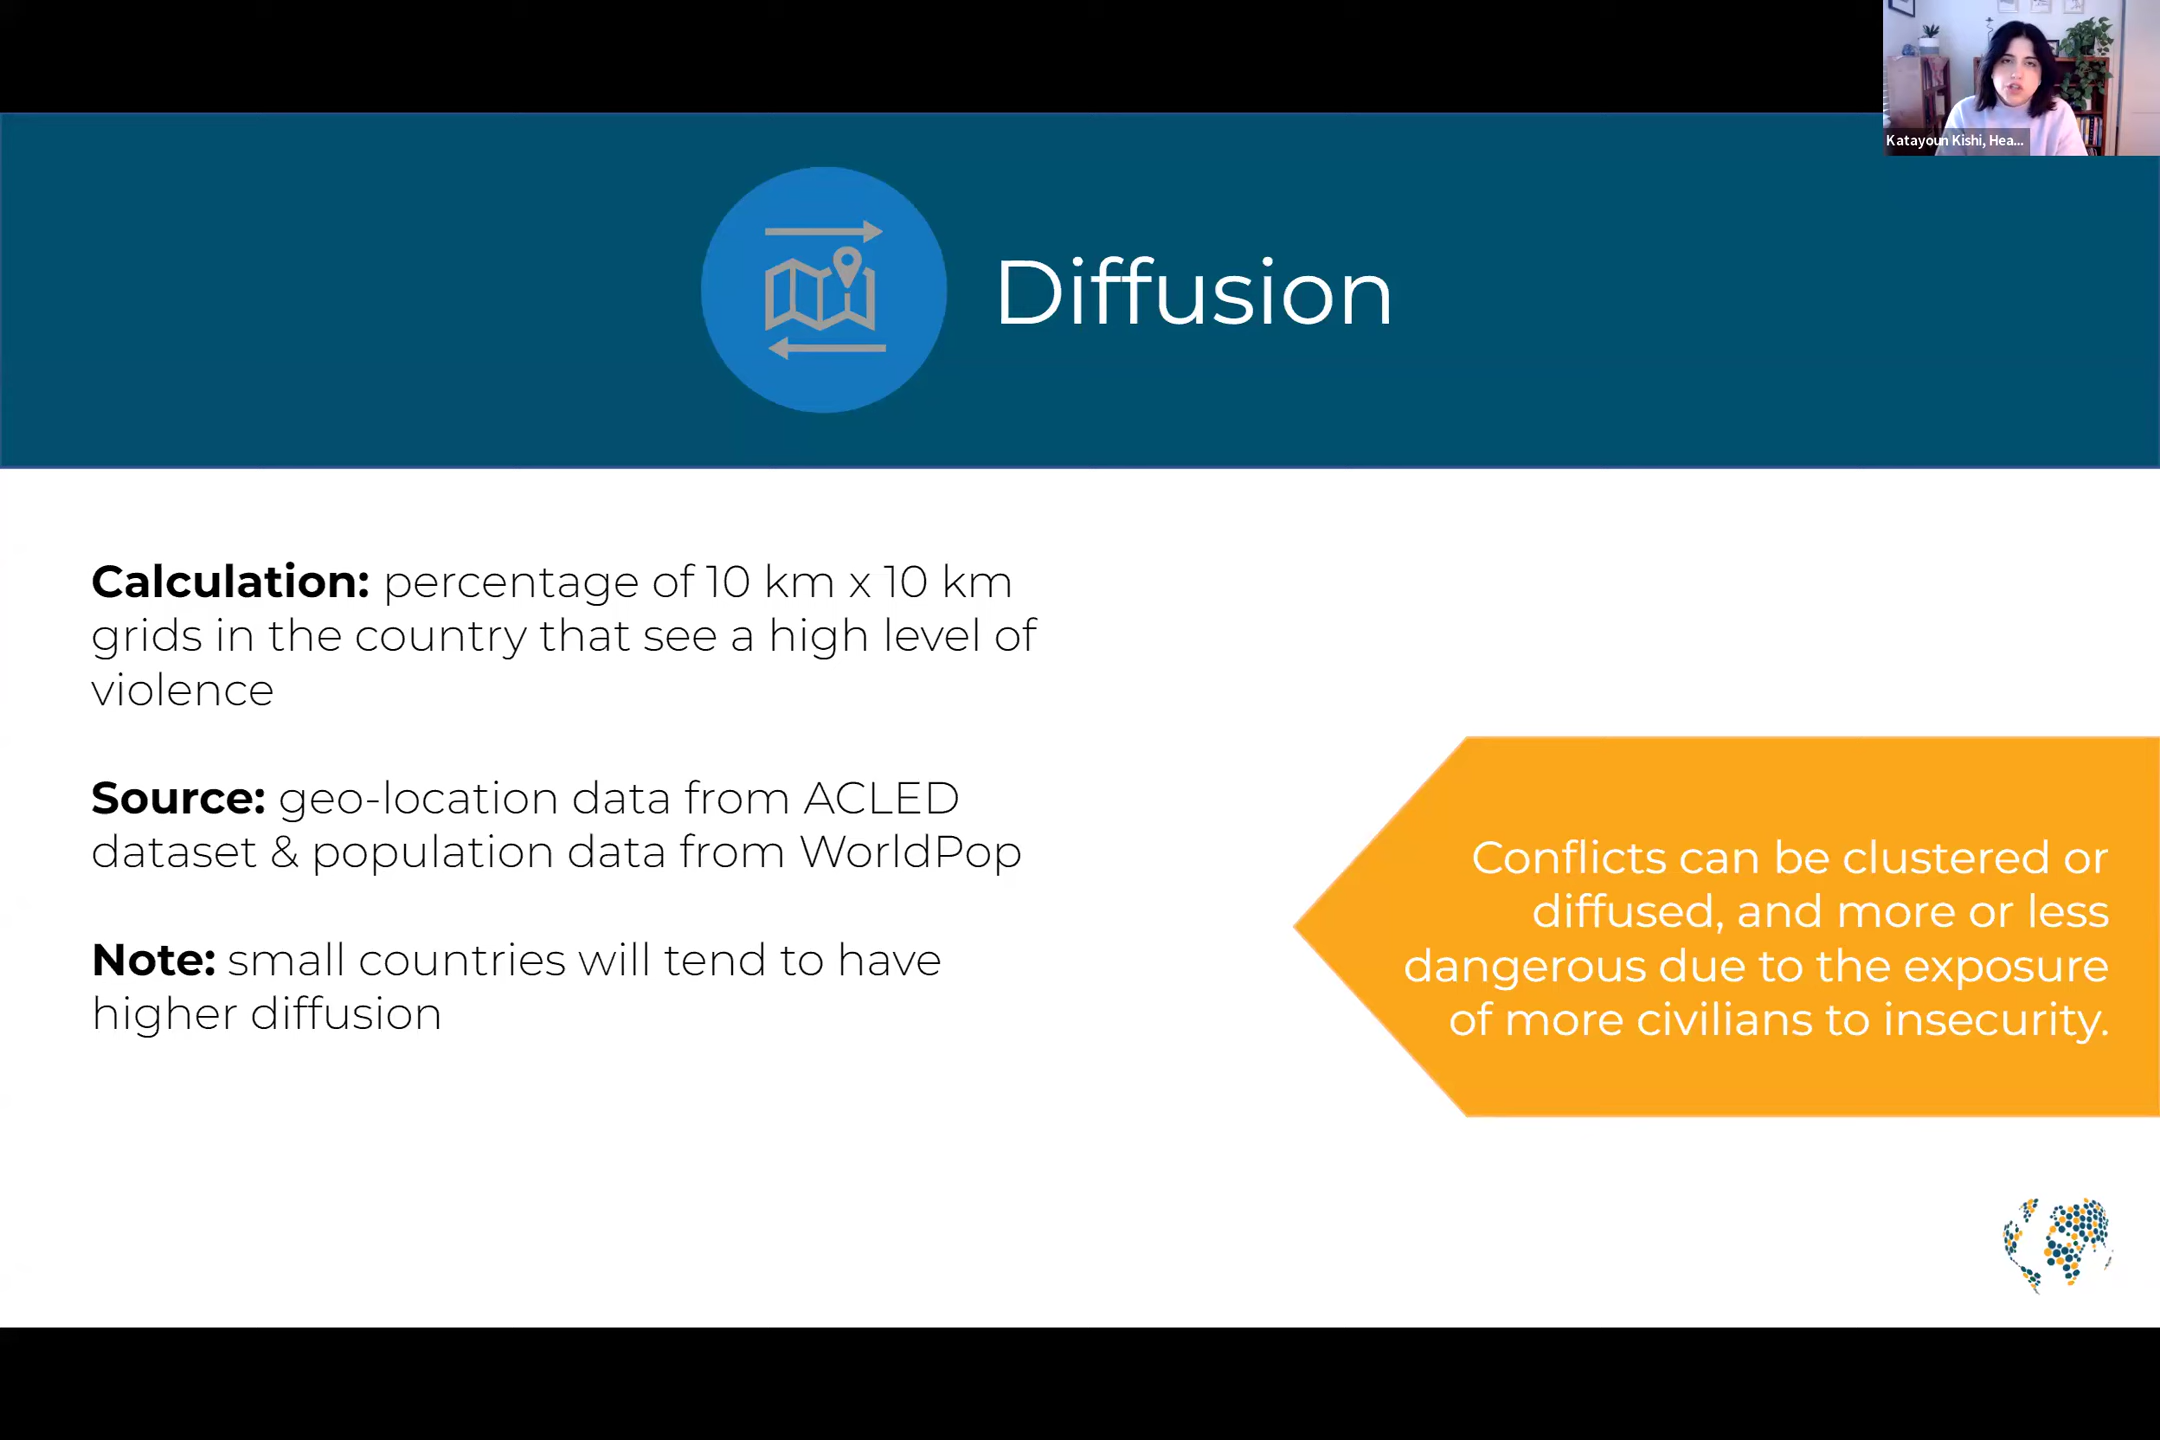 Katayoun Kishi, Hea...
Diffusion
Calculation: percentage of 10 km x 10 km
grids in the country that see a high level of
violence
Source: geo-location data from ACLED
dataset & population data from WorldPop
Note: small countries will tend to have
higher diffusion
Conflicts can be clustered or
diffused, and more or less
dangerous due to the exposure
of more civilians to insecurity.